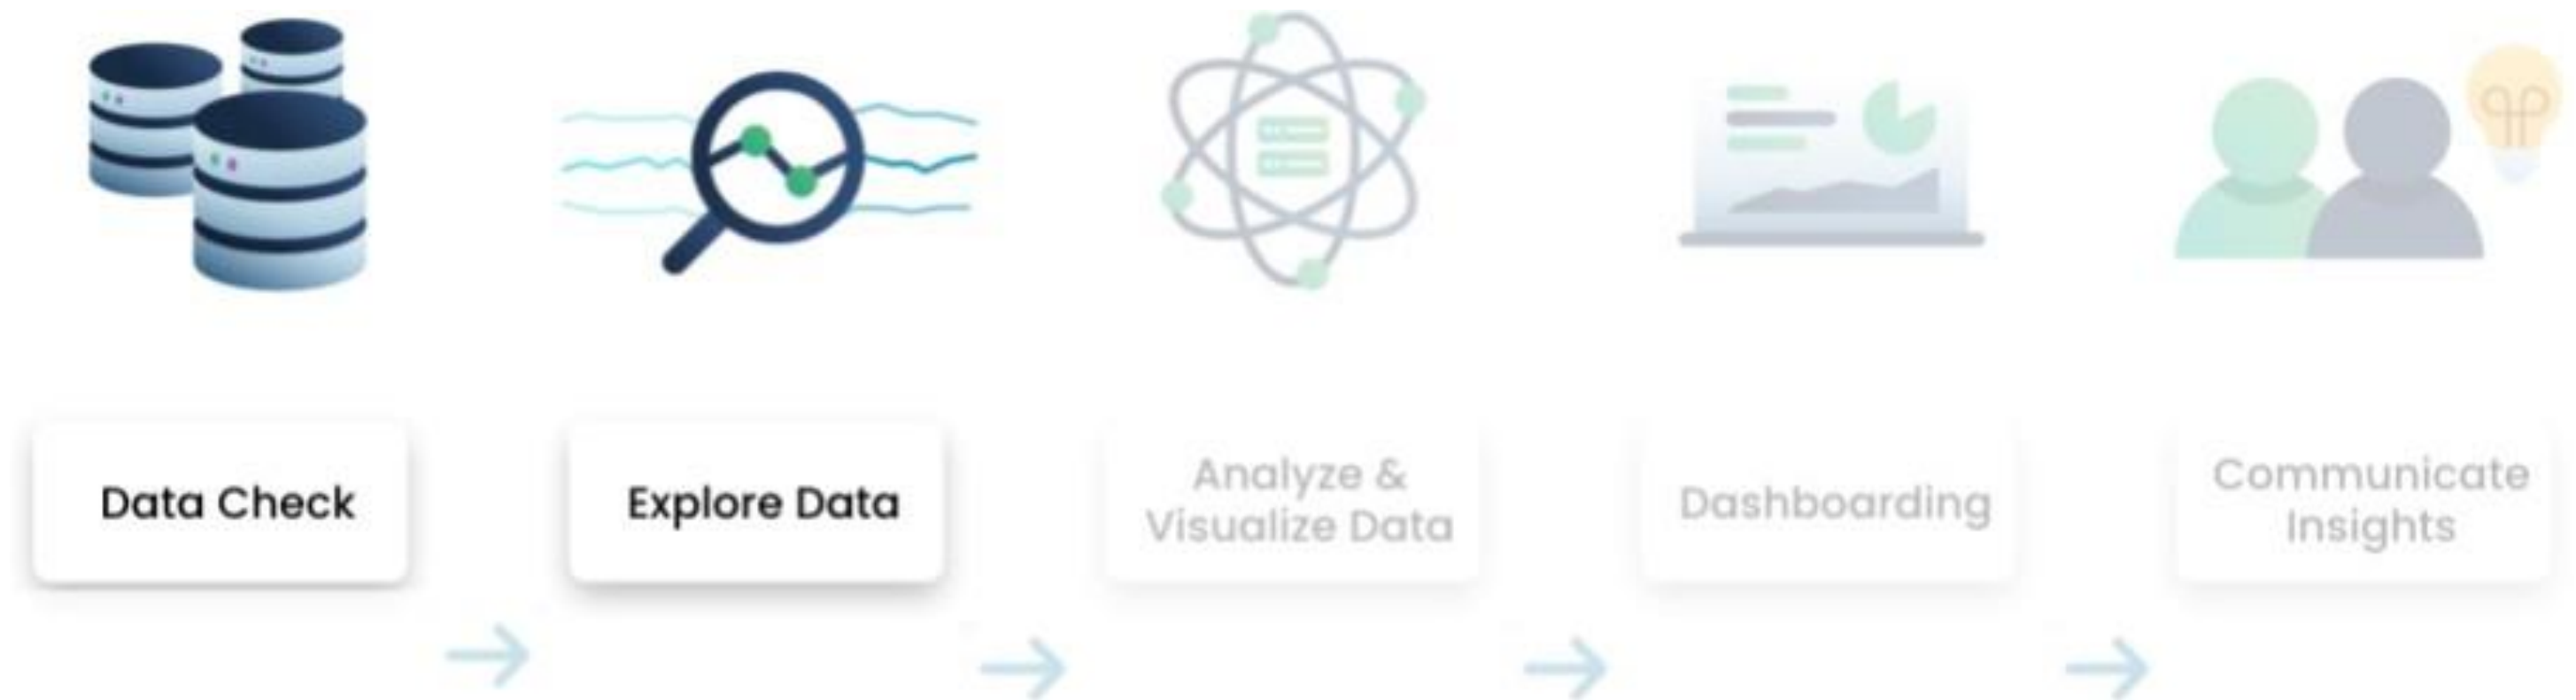 Data Check
Explore Data
Analyze &
Visualize Data
Dashboarding
Communicate
Insights